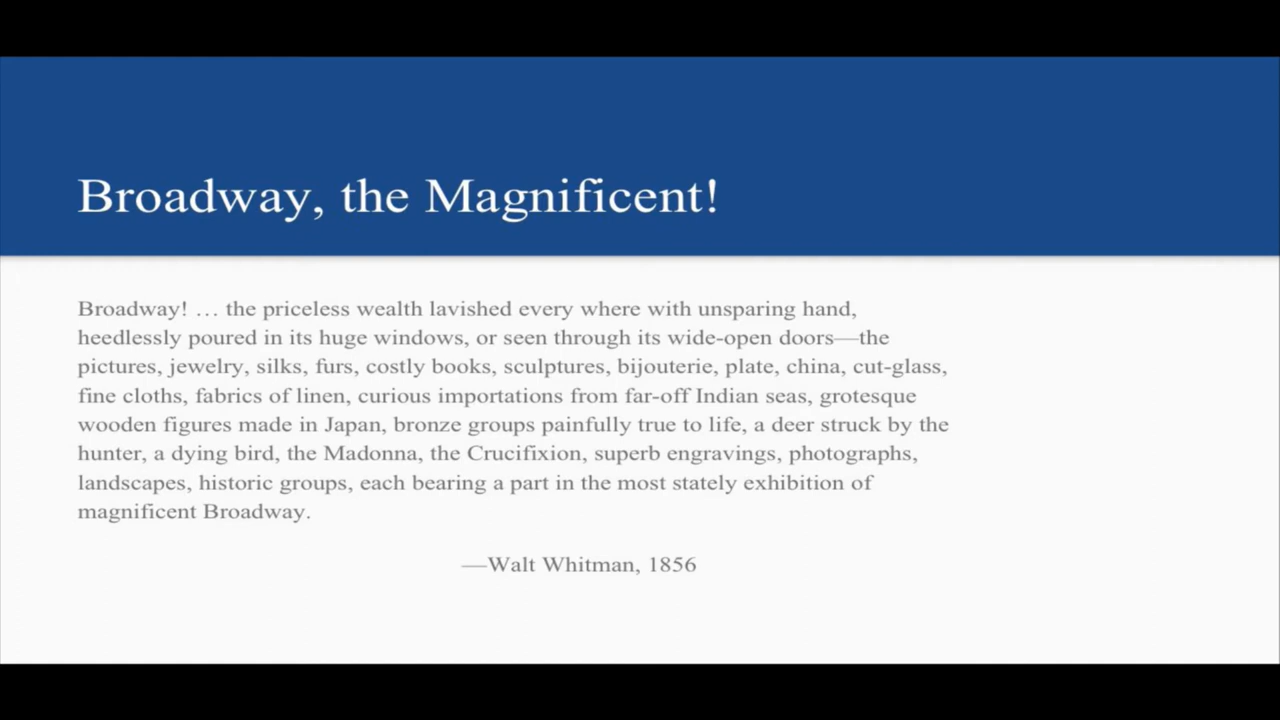 Broadway, the Magnificent!
Broadway! … the priceless wealth lavished every where with unsparing hand,
heedlessly poured in its huge windows, or seen through its wide-open doors—the
pictures, jewelry, silks, furs, costly books, sculptures, bijouterie, plate, china, cut-glass,
fine cloths, fabrics of linen, curious importations from far-off Indian seas, grotesque
wooden figures made in Japan, bronze groups painfully true to life, a deer struck by the
hunter, a dying bird, the Madonna, the Crucifixion, superb engravings, photographs,
landscapes, historic groups, each bearing a part in the most stately exhibition of
magnificent Broadway.
—Walt Whitman, 1856